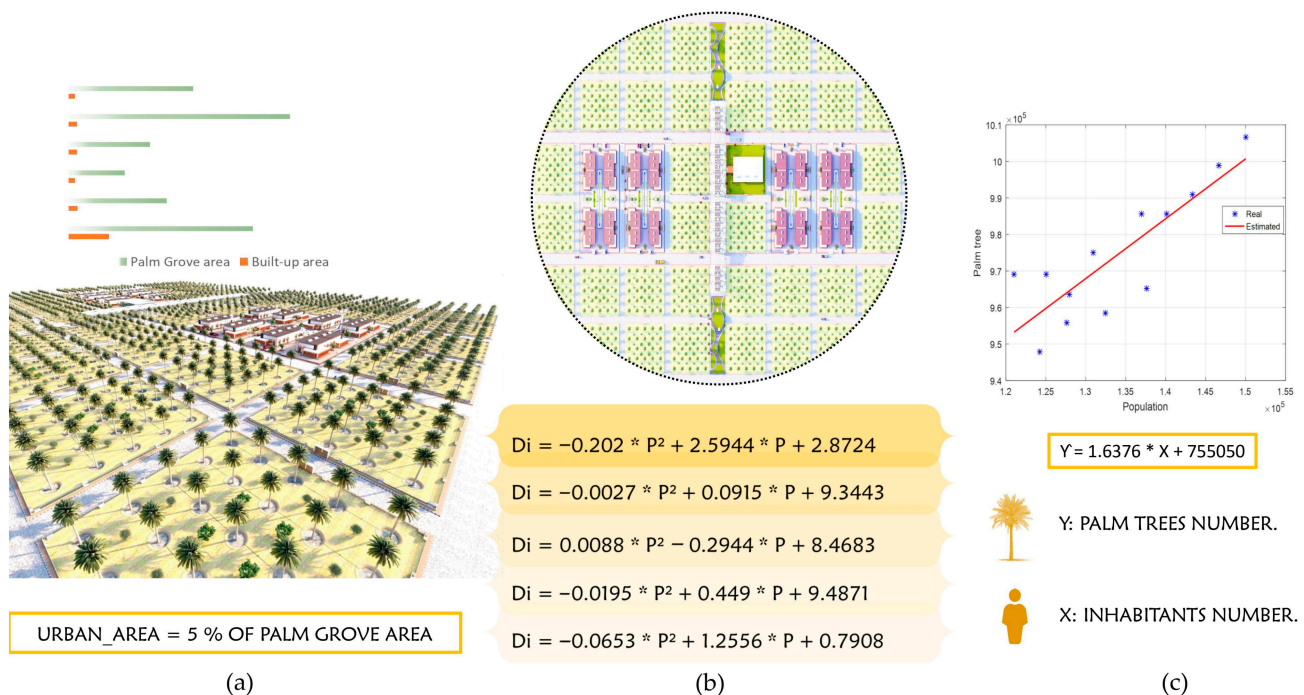 Palm Grove area Built-up area
URBAN_AREA = 5 % OF PALM GROVE AREA
(a)
Di = −0.202 * P² + 2.5944 * P + 2.8724
Di = −0.0027 * P² + 0.0915 * P + 9.3443
Di = 0.0088 * P² − 0.2944 * P + 8.4683
Di = −0.0195 * P² + 0.449 * P + 9.4871
Di = −0.0653 * P² + 1.2556 * P + 0.7908
(b)
×10⁵
10.1
10
9.9
9.8
9.7
9.6
9.5
9.4
Palm tree
Real
Estimated
1.2 1.25 1.3 1.35 1.4 1.45 1.5 1.55
Population
×10⁵
Y = 1.6376 * X + 755050
Y: PALM TREES NUMBER.
X: INHABITANTS NUMBER.
(c)